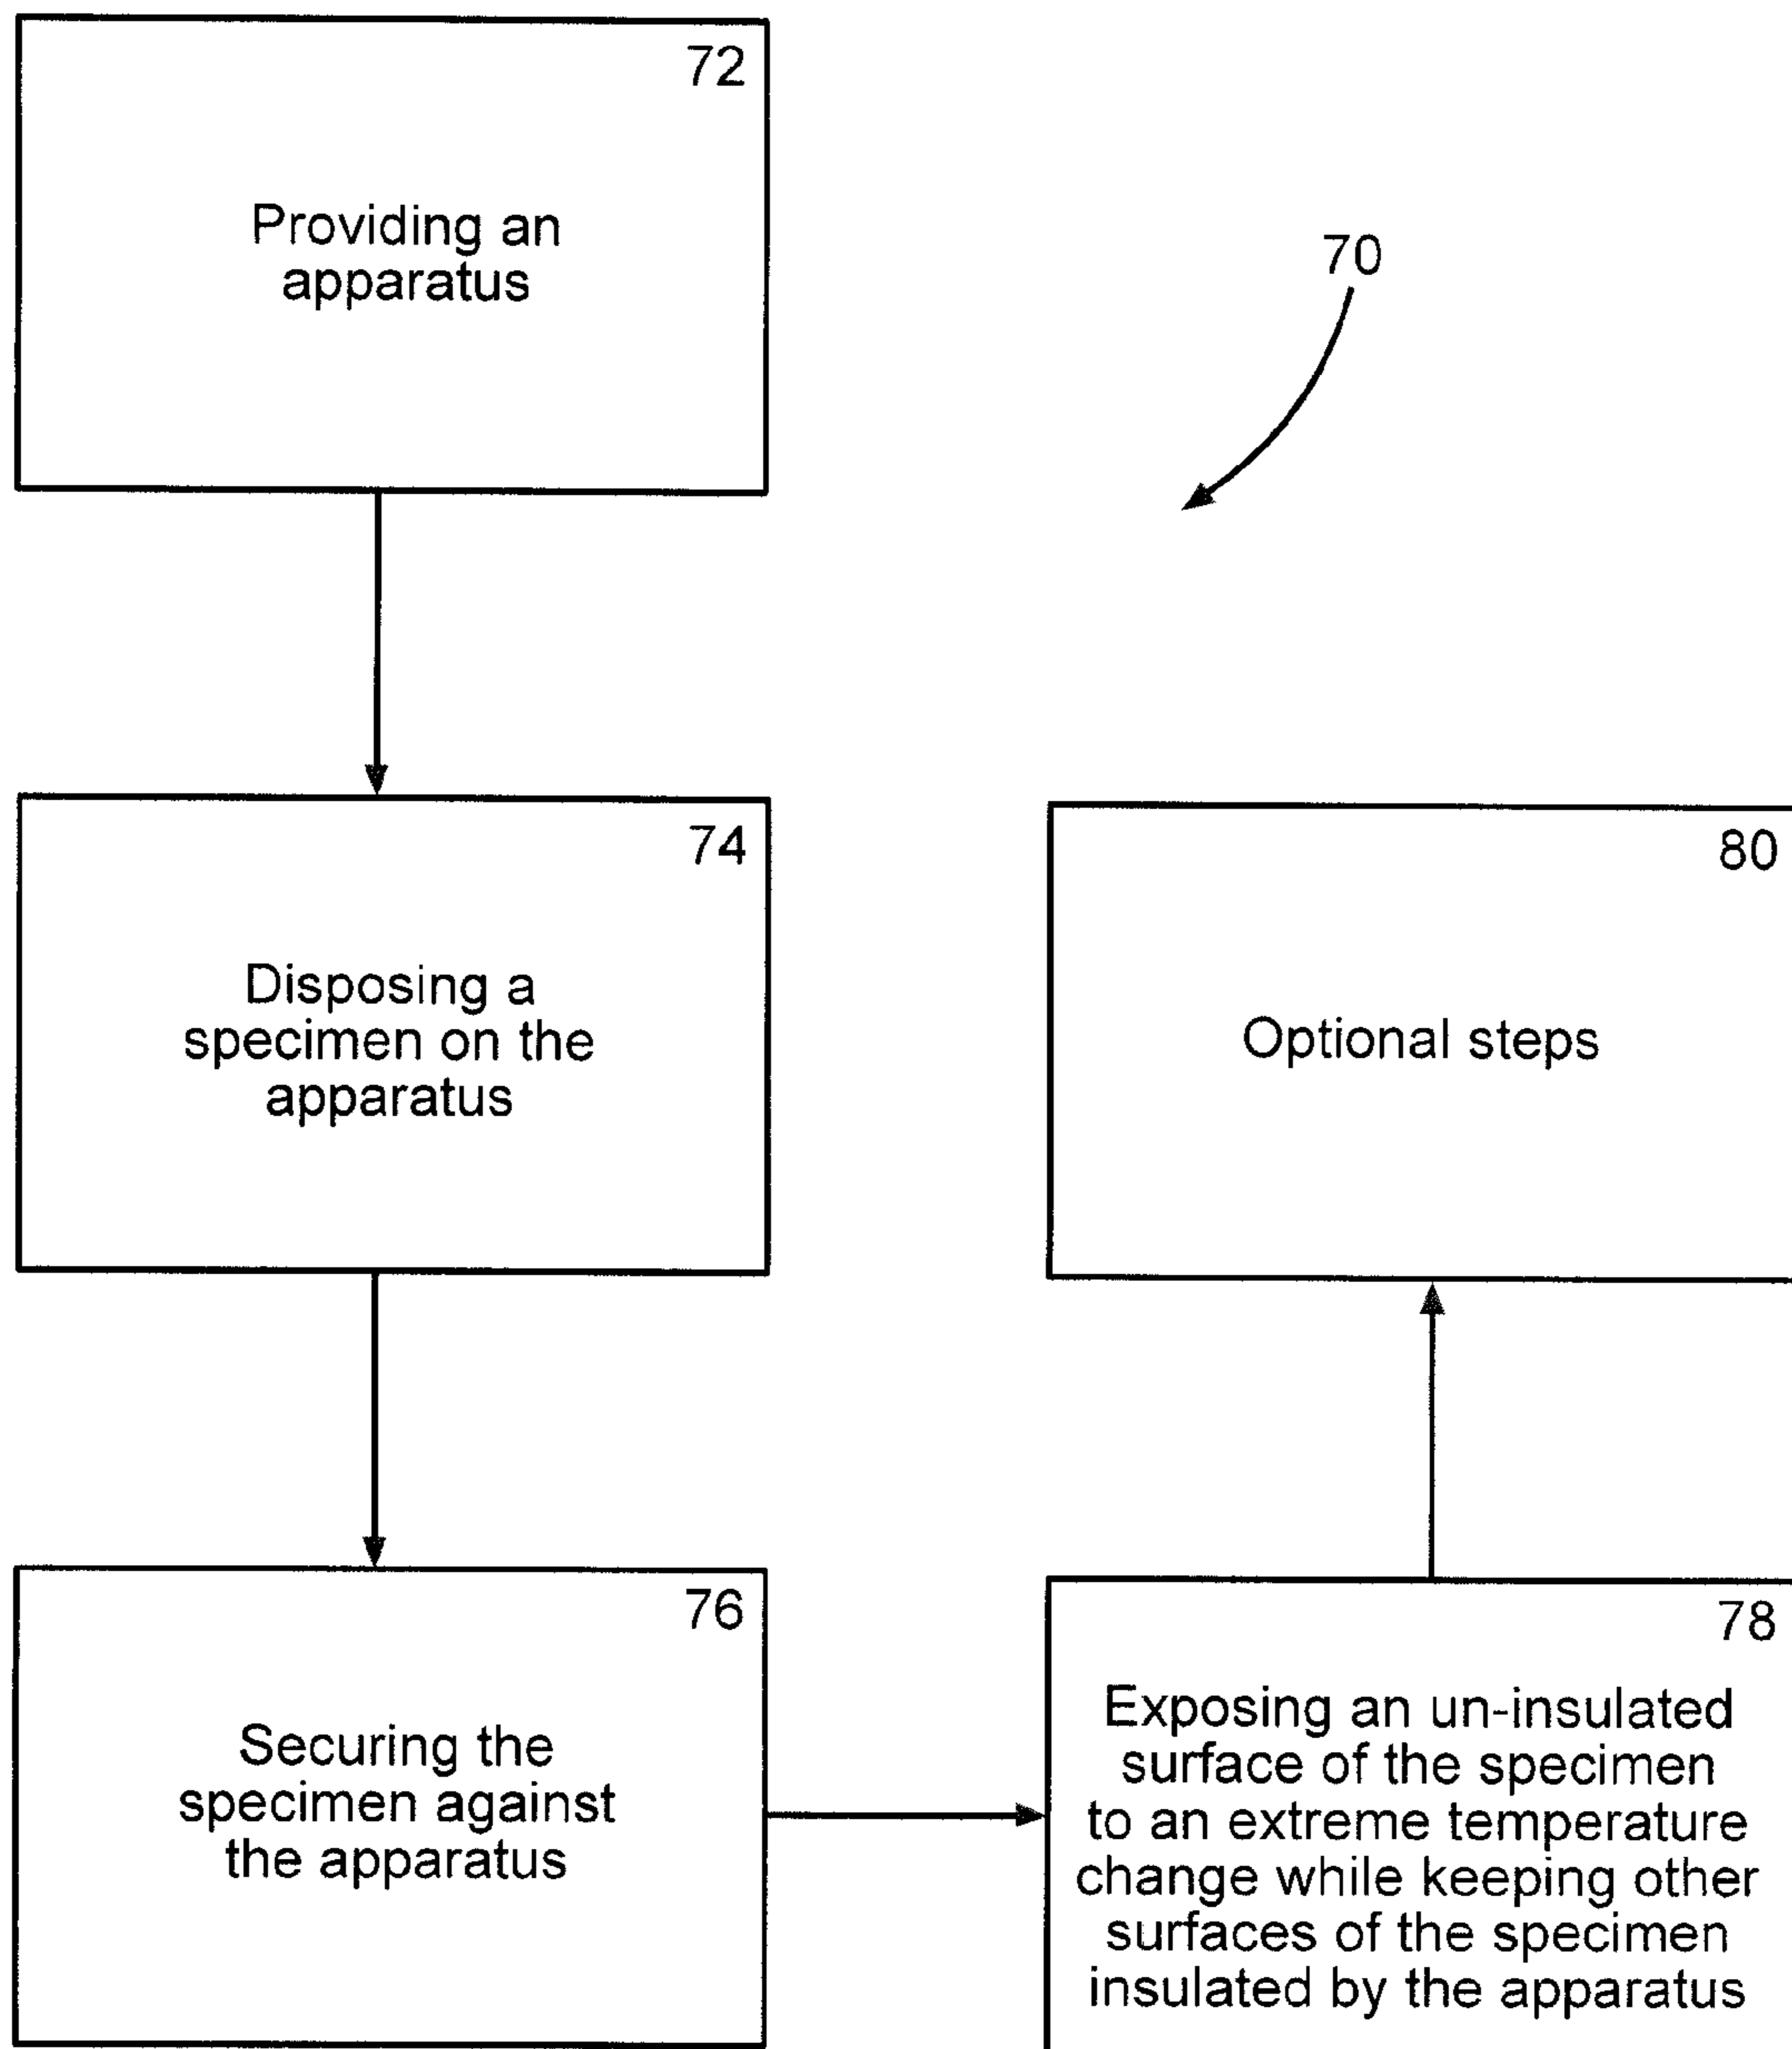 72
Providing an
apparatus
70
74
Disposing a
specimen on the
apparatus
76
Securing the
specimen against
the apparatus
78
Exposing an un-insulated
surface of the specimen
to an extreme temperature
change while keeping other
surfaces of the specimen
insulated by the apparatus
80
Optional steps